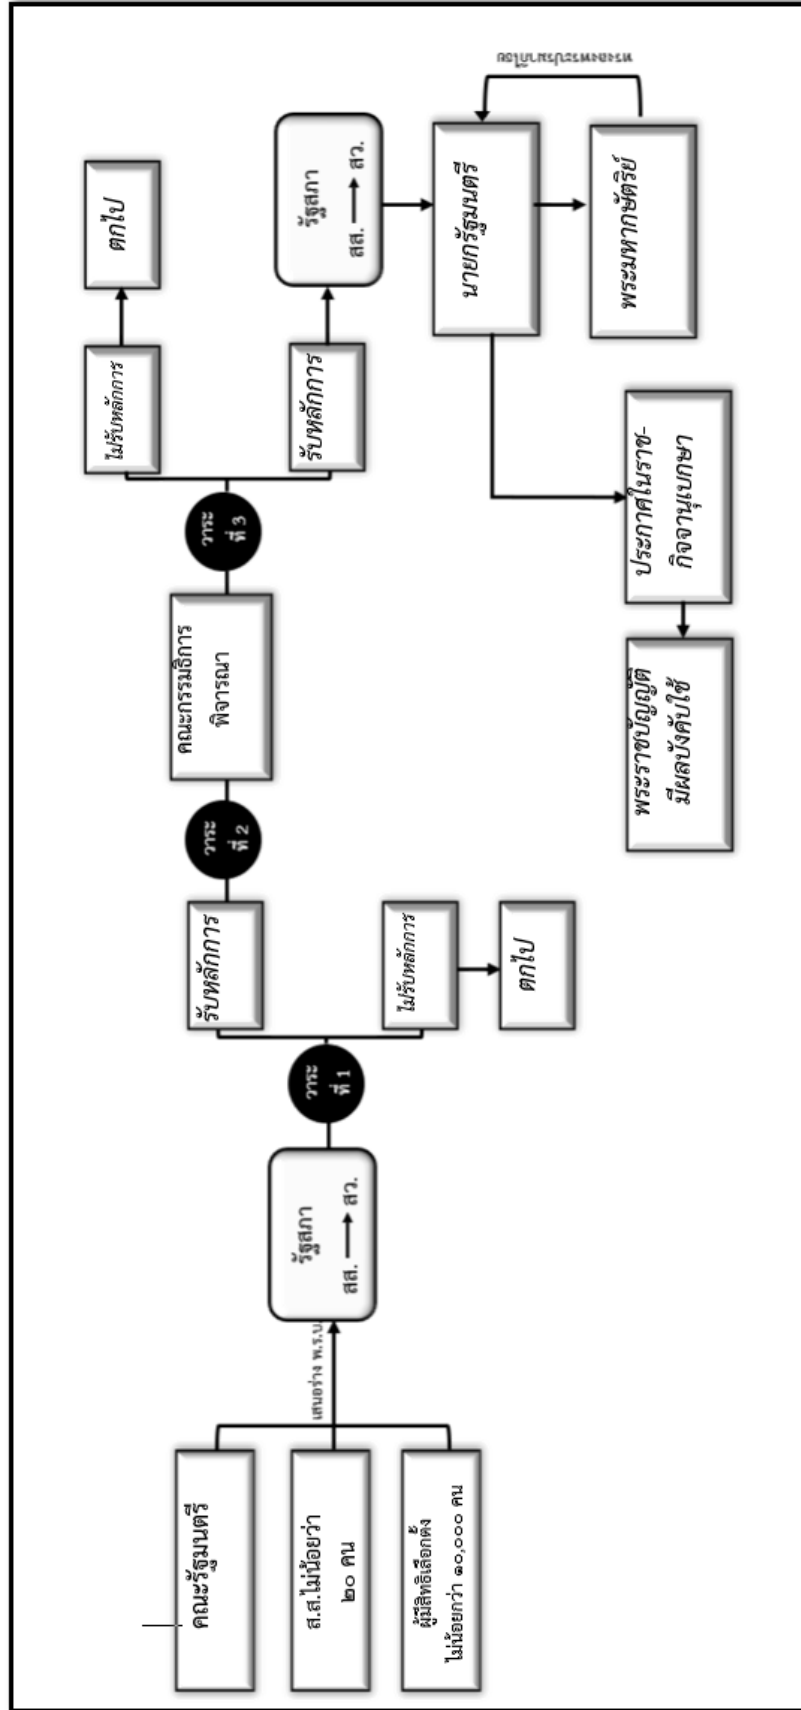 คณะรัฐมนตรี
ส.ส.ไม่น้อยว่า
๒๐ คน
ผู้มีสิทธิเลือกตั้ง
ไม่น้อยกว่า ๑๐,๐๐๐ คน
เสนอร่าง พ.ร.บ.
รัฐสภา
สส. สว.
วาระ
ที่ 1
รับหลักการ
ไม่รับหลักการ
ตกไป
วาระ
ที่ 2
คณะกรรมธิการ
พิจารณา
วาระ
ที่ 3
ไม่รับหลักการ
ตกไป
รับหลักการ
รัฐสภา
สส. สว.
นายกรัฐมนตรี
พระมหากษัตริย์
ทรงลงพระปรมาภิไธย
ประกาศในราช-
กิจจานุเบกษา
พระราชบัญญัติ
มีผลบังคับใช้